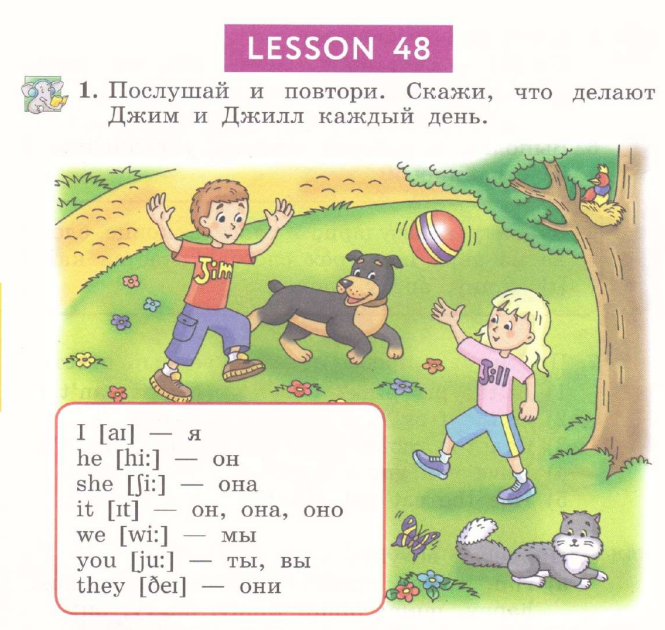 LESSON 48
1. Послушай и повтори. Скажи, что делают
Джим и Джилл каждый день.
Jim
Jill
I [aɪ] — я
he [hi:] — он
she [ʃi:] — она
it [ɪt] — он, она, оно
we [wi:] — мы
you [ju:] — ты, вы
they [ðeɪ] — они